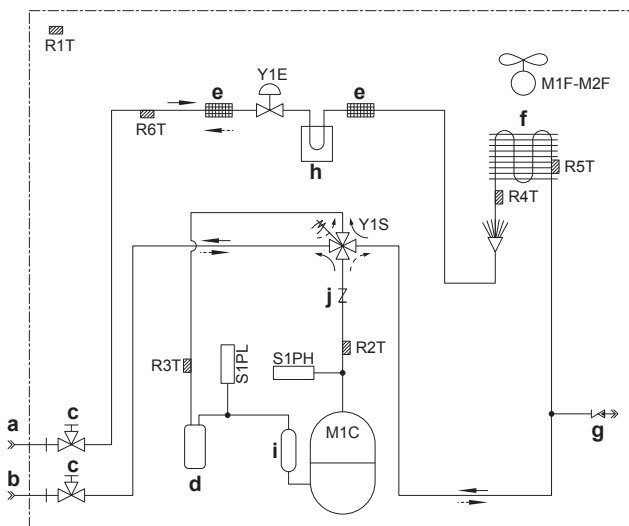 R1T
Y1E
M1F-M2F
e
e
f
R6T
h
R5T
R4T
Y1S
j
R3T
S1PL
S1PH
R2T
a
c
M1C
g
b
c
d
i